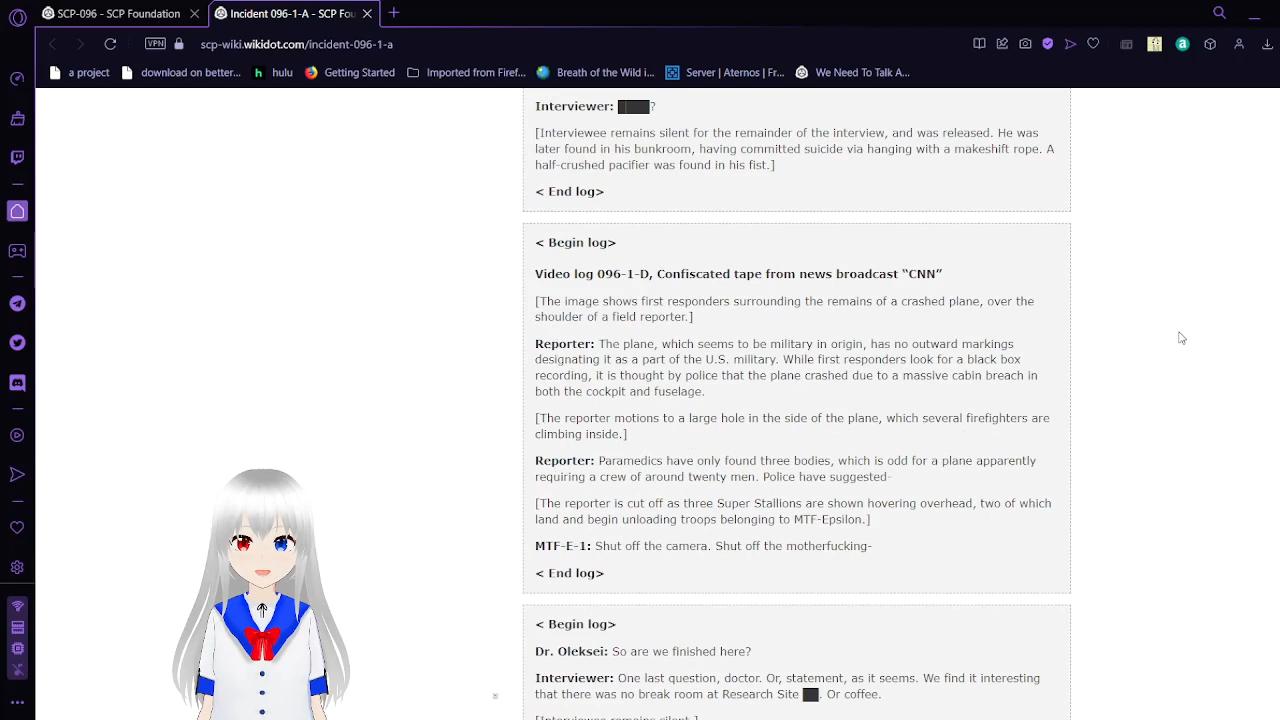 SCP-096 - SCP Foundation
Incident 096-1-A - SCP Fou
VPN
scp-wiki.wikidot.com/incident-096-1-a
a project
download on better...
hulu
Getting Started
Imported from Firef...
Breath of the Wild i...
Server | Aternos | Fr...
We Need To Talk A...
Interviewer: ?
[Interviewee remains silent for the remainder of the interview, and was released. He was
later found in his bunkroom, having committed suicide via hanging with a makeshift rope. A
half-crushed pacifier was found in his fist.]
< End log>
< Begin log>
Video log 096-1-D, Confiscated tape from news broadcast “CNN”
[The image shows first responders surrounding the remains of a crashed plane, over the
shoulder of a field reporter.]
Reporter: The plane, which seems to be military in origin, has no outward markings
designating it as a part of the U.S. military. While first responders look for a black box
recording, it is thought by police that the plane crashed due to a massive cabin breach in
both the cockpit and fuselage.
[The reporter motions to a large hole in the side of the plane, which several firefighters are
climbing inside.]
Reporter: Paramedics have only found three bodies, which is odd for a plane apparently
requiring a crew of around twenty men. Police have suggested-
[The reporter is cut off as three Super Stallions are shown hovering overhead, two of which
land and begin unloading troops belonging to MTF-Epsilon.]
MTF-E-1: Shut off the camera. Shut off the motherfucking-
< End log>
< Begin log>
Dr. Oleksei: So are we finished here?
Interviewer: One last question, doctor. Or, statement, as it seems. We find it interesting
that there was no break room at Research Site ██. Or coffee.
[Interviewee remains silent.]